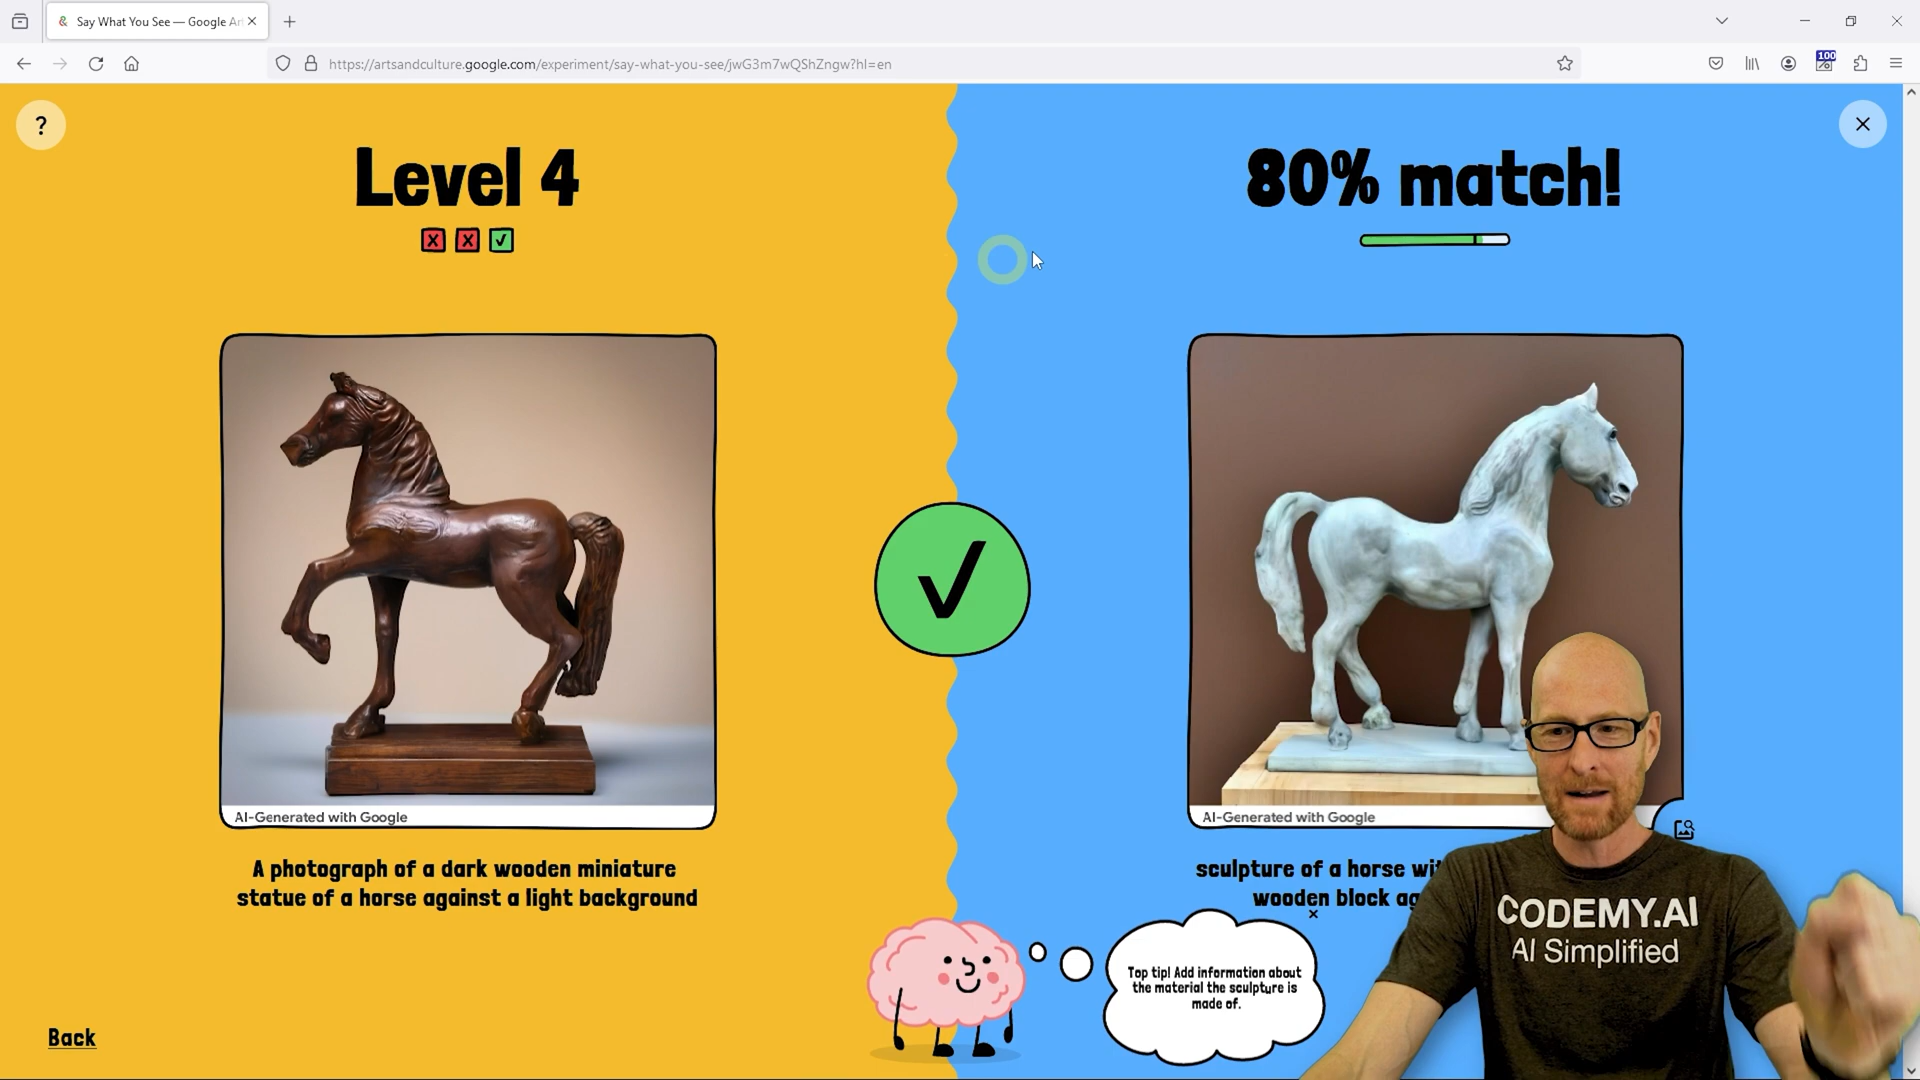 Say What You See — Google Ar
https://artsandculture.google.com/experiment/say-what-you-see/jwG3m7wQShZngw?hl=en
100
?
Level 4
80% match!
AI-Generated with Google
AI-Generated with Google
A photograph of a dark wooden miniature
statue of a horse against a light background
sculpture of a horse
wooden block
CODEMY.AI
AI Simplified
Top tip! Add information about
the material the sculpture is
made of.
Back